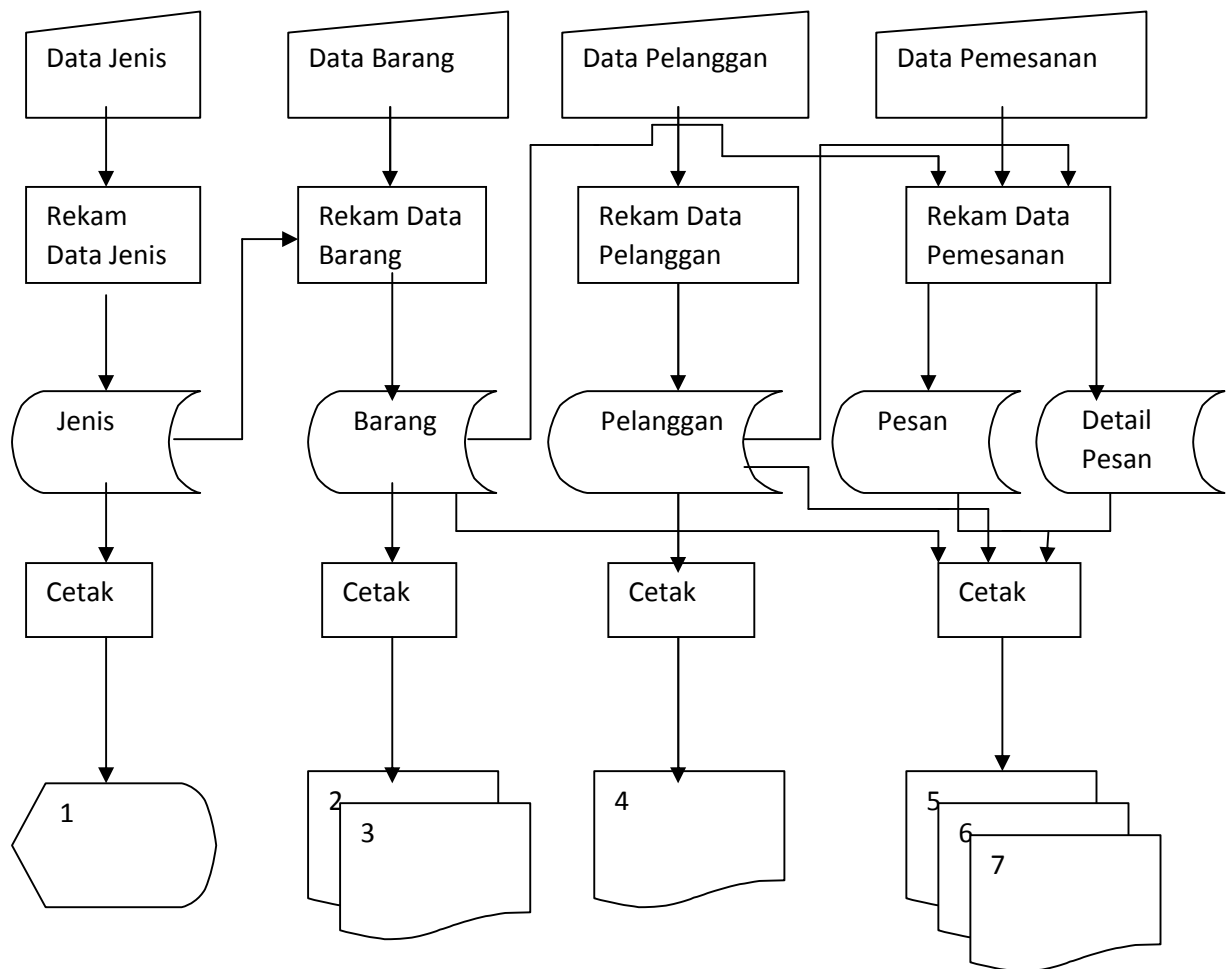 Data Jenis
Data Barang
Data Pelanggan
Data Pemesanan
Rekam
Data Jenis
Rekam Data
Barang
Rekam Data
Pelanggan
Rekam Data
Pemesanan
Jenis
Barang
Pelanggan
Pesan
Detail
Pesan
Cetak
Cetak
Cetak
Cetak
1
2
3
4
5
6
7